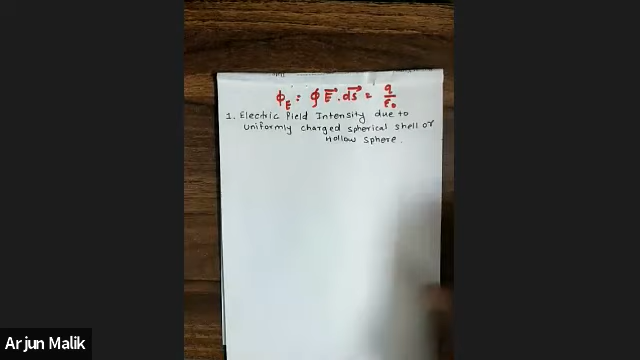 ϕE = ∮ E⃗ . ds⃗ = q/ε₀
1. Electric Field Intensity due to
uniformly charged spherical shell or
Hollow sphere.
Arjun Malik